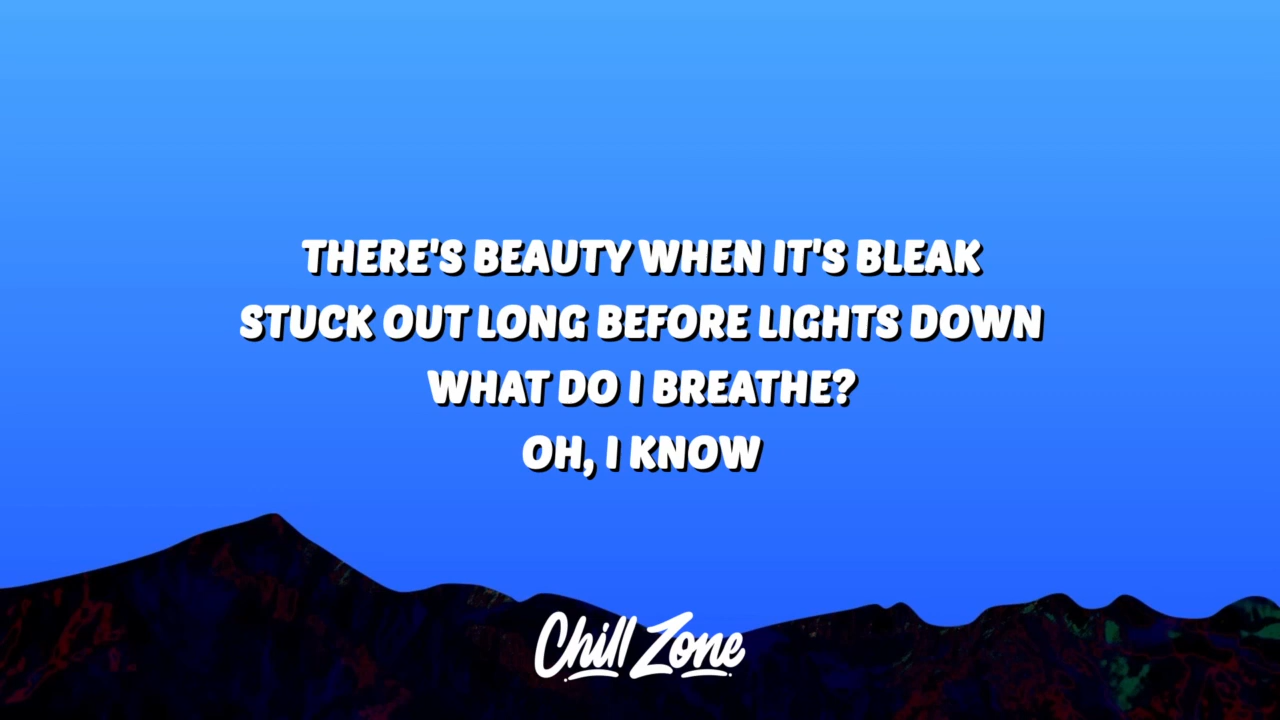 THERE'S BEAUTY WHEN IT'S BLEAK
STUCK OUT LONG BEFORE LIGHTS DOWN
WHAT DO I BREATHE?
OH, I KNOW
Chill Zone